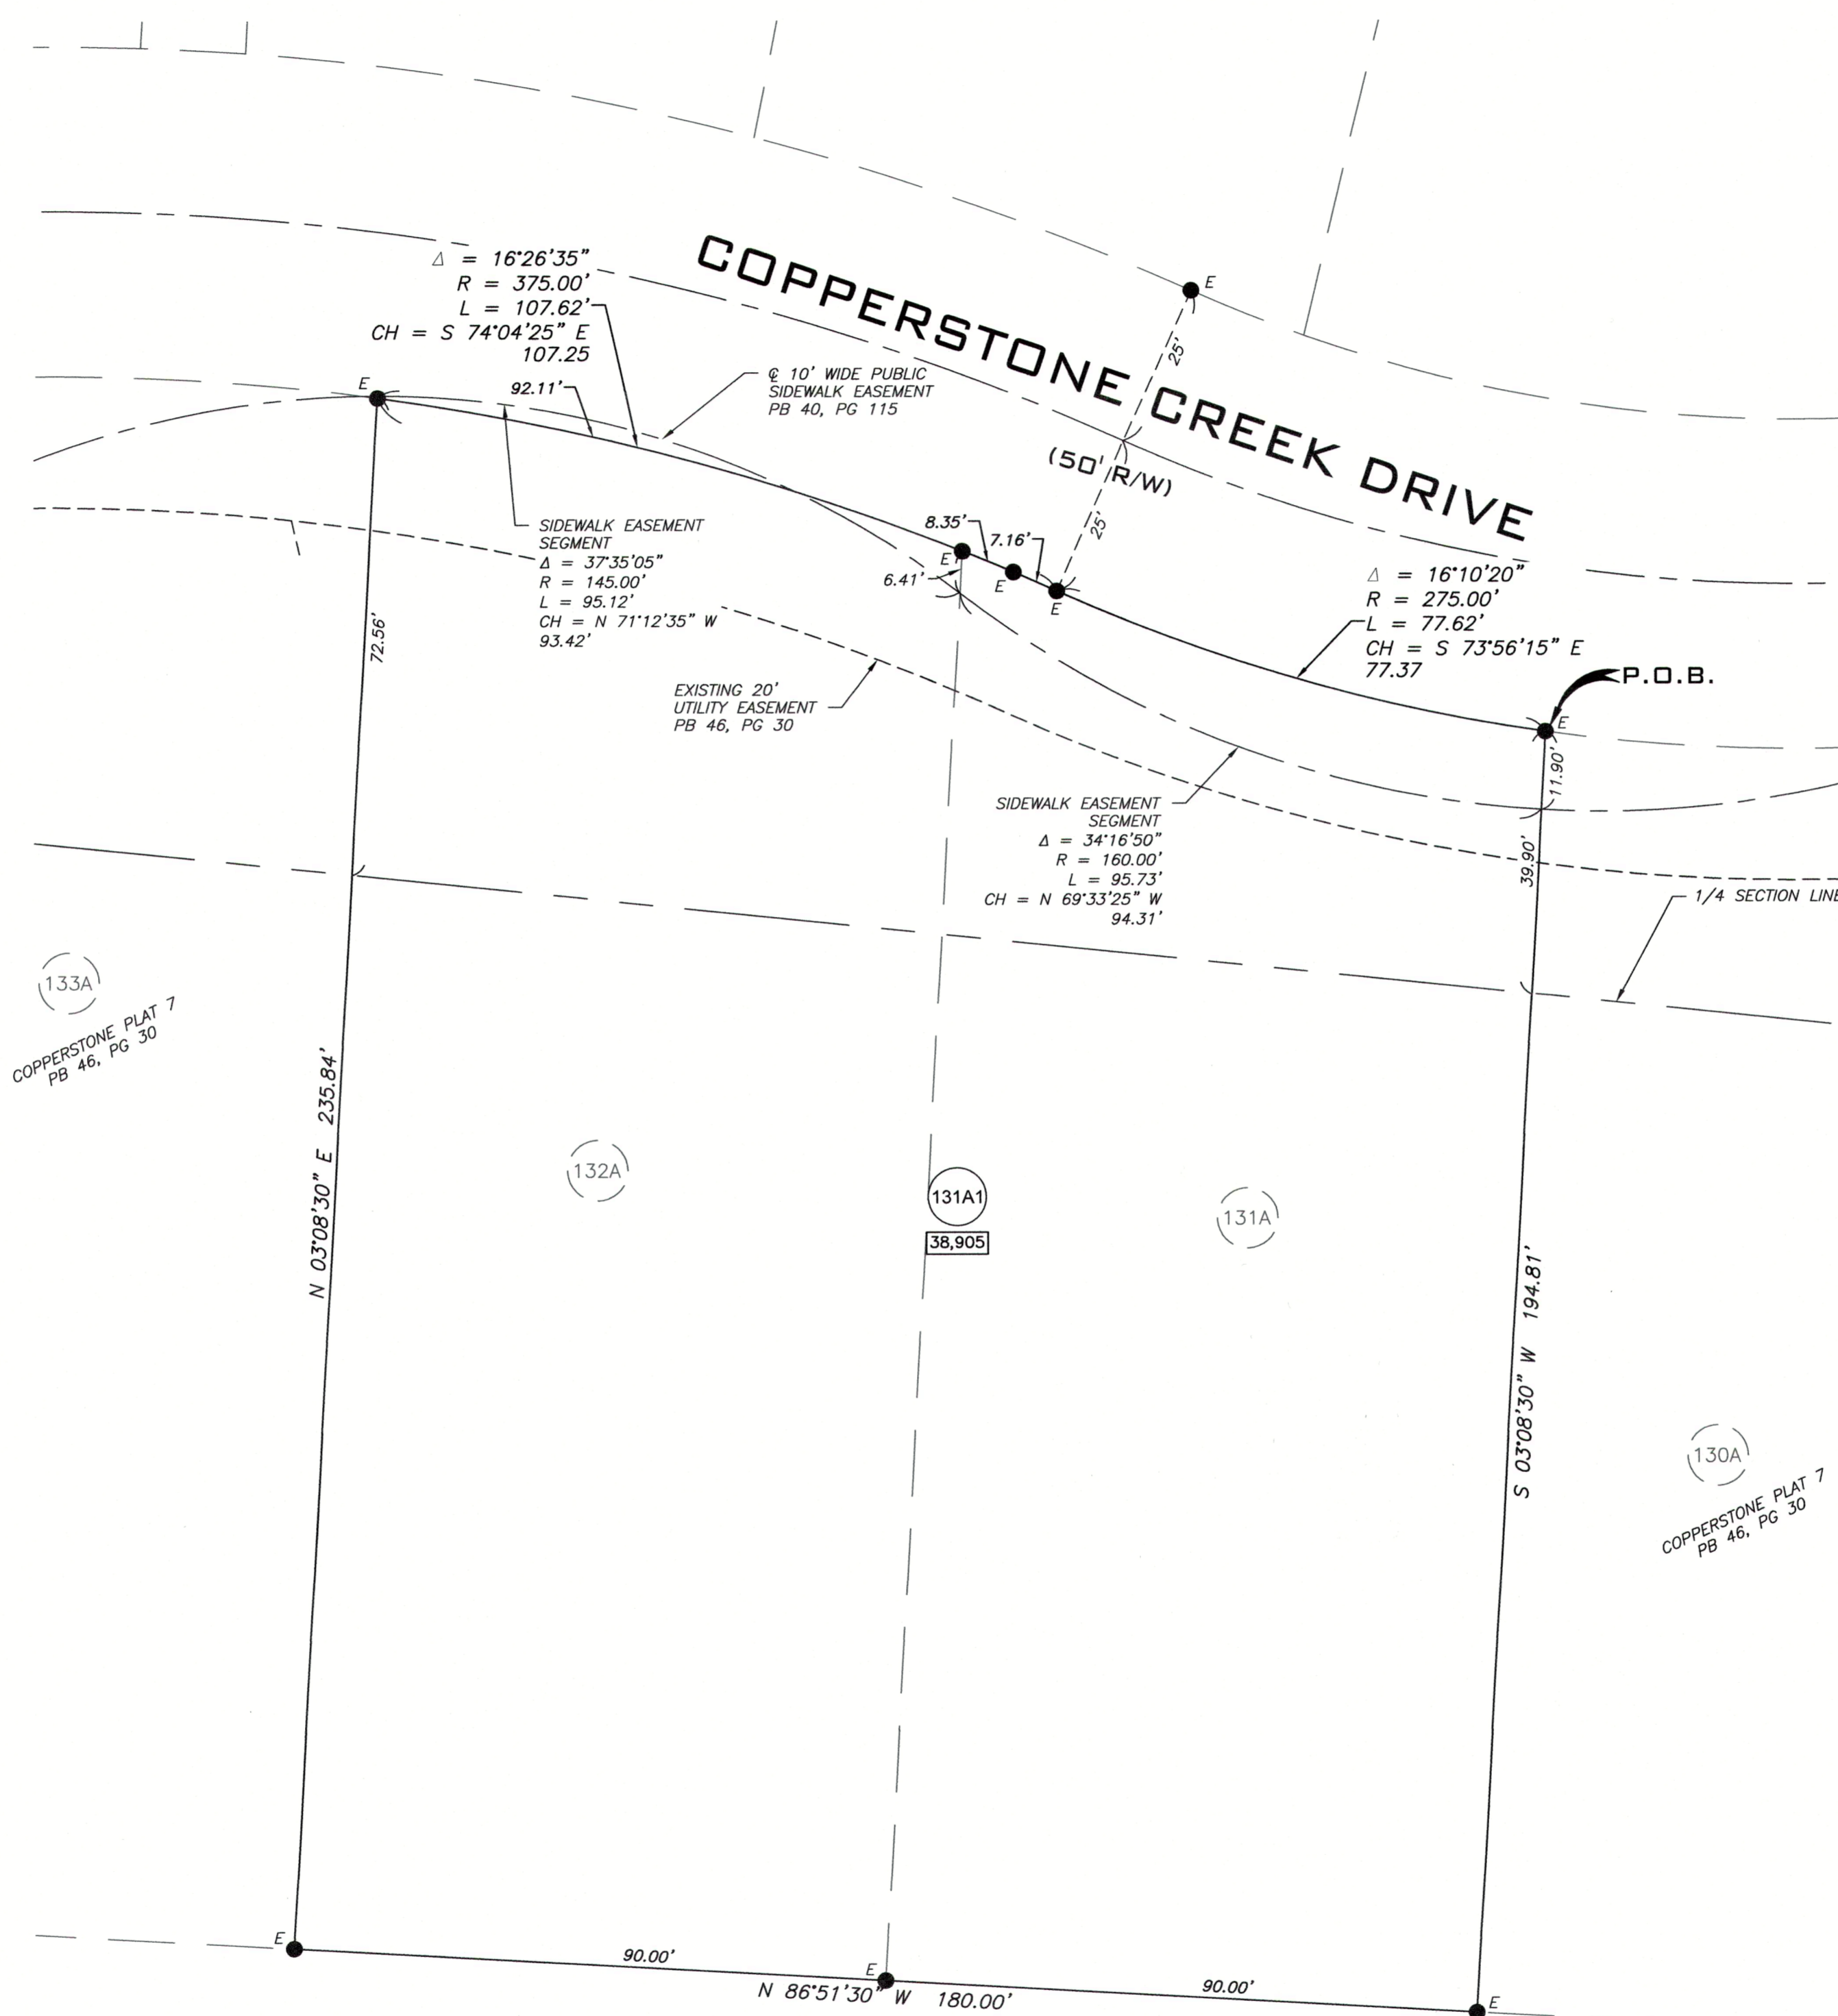 COPPERSTONE CREEK DRIVE
(50' R/W)
E
25'
25'
Δ = 16°26'35"
R = 375.00'
L = 107.62'
CH = S 74°04'25" E
107.25
92.11'
E
℄ 10' WIDE PUBLIC
SIDEWALK EASEMENT
PB 40, PG 115
SIDEWALK EASEMENT
SEGMENT
Δ = 37°35'05"
R = 145.00'
L = 95.12'
CH = N 71°12'35" W
93.42'
8.35'
7.16'
E
6.41'
E
E
Δ = 16°10'20"
R = 275.00'
L = 77.62'
CH = S 73°56'15" E
77.37
P.O.B.
E
11.90'
39.90'
72.56'
EXISTING 20'
UTILITY EASEMENT
PB 46, PG 30
SIDEWALK EASEMENT
SEGMENT
Δ = 34°16'50"
R = 160.00'
L = 95.73'
CH = N 69°33'25" W
94.31'
1/4 SECTION LINE
133A
COPPERSTONE PLAT 7
PB 46, PG 30
N 03°08'30" E 235.84'
132A
131A1
38,905
131A
S 03°08'30" W 194.81'
130A
COPPERSTONE PLAT 7
PB 46, PG 30
E
90.00'
E
90.00'
E
N 86°51'30" W 180.00'